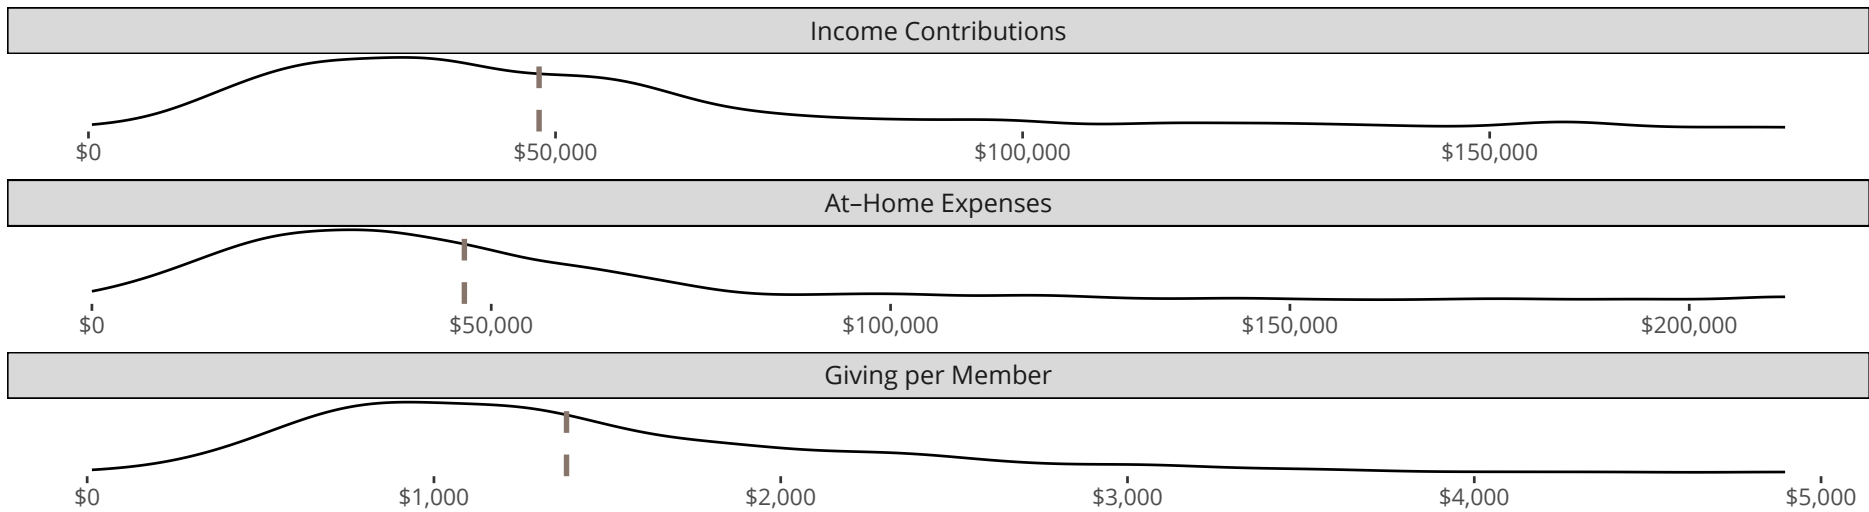 Income Contributions
$0 $50,000 $100,000 $150,000
At–Home Expenses
$0 $50,000 $100,000 $150,000 $200,000
Giving per Member
$0 $1,000 $2,000 $3,000 $4,000 $5,000